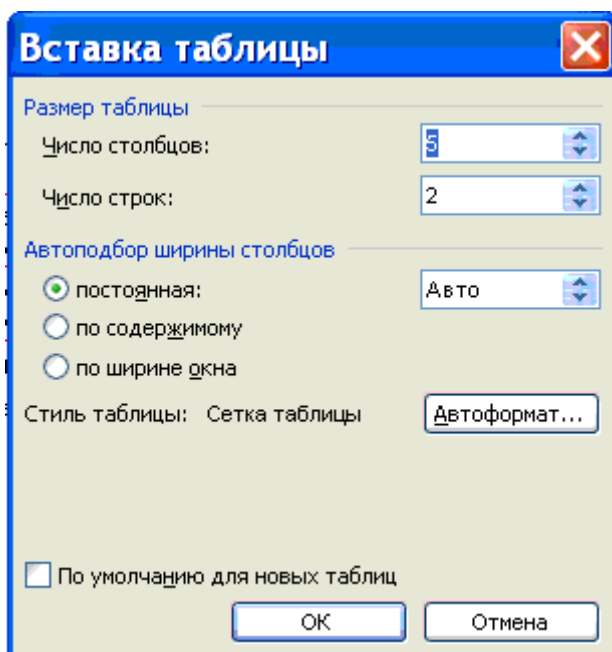 Вставка таблицы
Размер таблицы
Число столбцов: 5
Число строк: 2
Автоподбор ширины столбцов
постоянная: Авто
по содержимому
по ширине окна
Стиль таблицы: Сетка таблицы Автоформат...
По умолчанию для новых таблиц
ОК Отмена